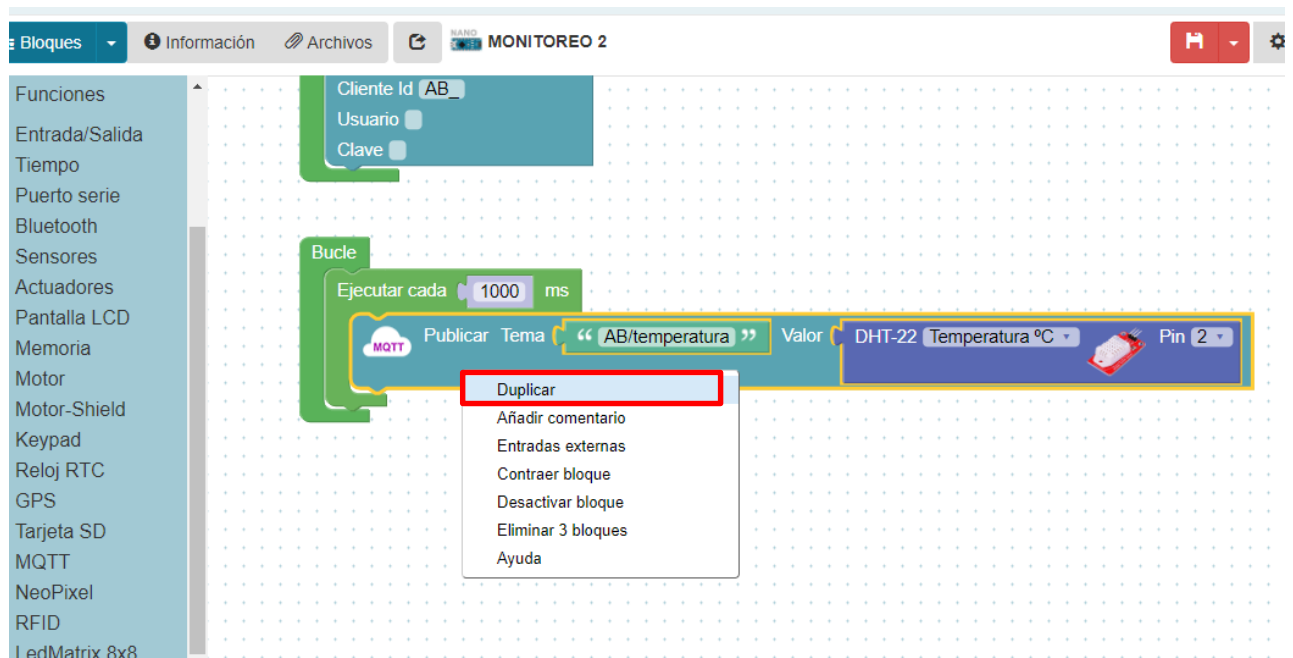 Bloques Información Archivos NANO MONITOREO 2
Funciones
Entrada/Salida
Tiempo
Puerto serie
Bluetooth
Sensores
Actuadores
Pantalla LCD
Memoria
Motor
Motor-Shield
Keypad
Reloj RTC
GPS
Tarjeta SD
MQTT
NeoPixel
RFID
LedMatrix 8x8
Cliente Id AB_
Usuario
Clave
Bucle
Ejecutar cada 1000 ms
MQTT Publicar Tema “ AB/temperatura ” Valor DHT-22 Temperatura ºC Pin 2
Duplicar
Añadir comentario
Entradas externas
Contraer bloque
Desactivar bloque
Eliminar 3 bloques
Ayuda